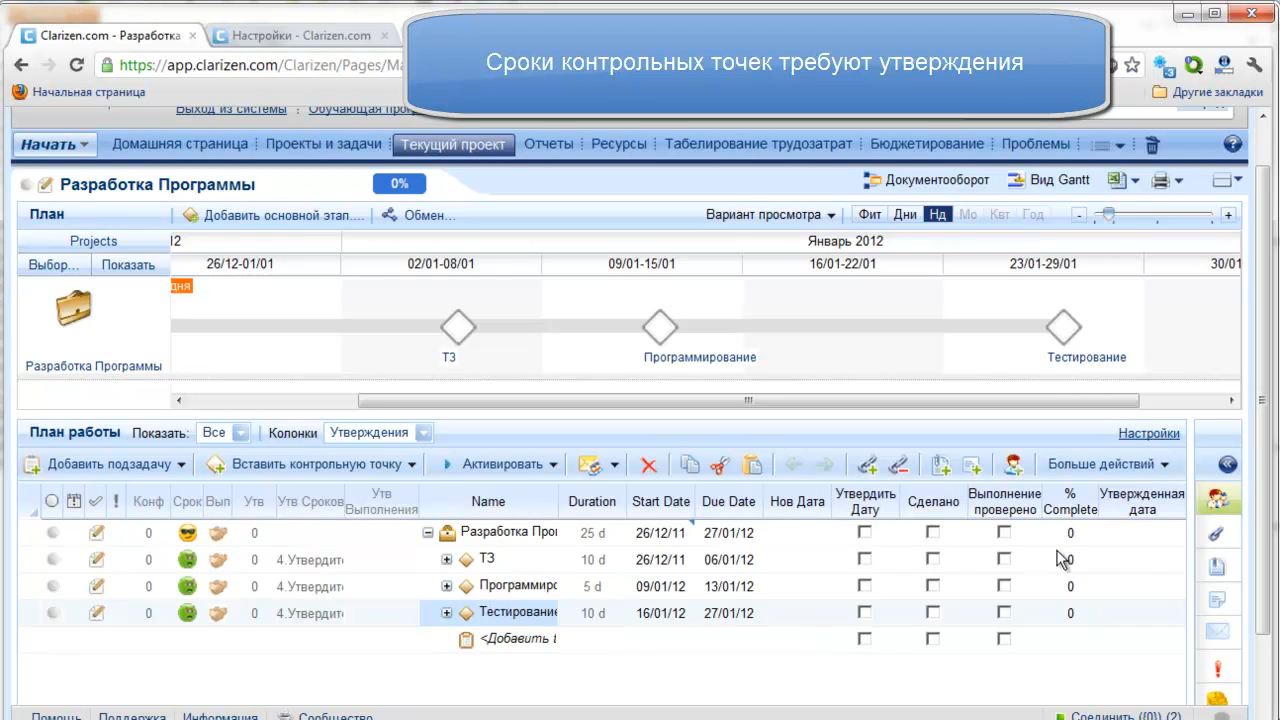 Clarizen.com - Разработка
Настройки - Clarizen.com
Сроки контрольных точек требуют утверждения
https://app.clarizen.com/Clarizen/Pages/Ma
Начальная страница
Другие закладки
Выход из системы
Обучающая
Начать Домашняя страница Проекты и задачи Текущий проект Отчеты Ресурсы Табелирование трудозатрат Бюджетирование Проблемы
Разработка Программы 0% Документооборот Вид Gantt
План Добавить основной этап.... Обмен... Вариант просмотра Фит Дни Нд Мо Квт Год - +
Projects 12 Январь 2012
Выбор... Показать 26/12-01/01 02/01-08/01 09/01-15/01 16/01-22/01 23/01-29/01 30/01
дня
ТЗ Программирование Тестирование
Разработка Программы
План работы Показать: Все Колонки Утверждения Настройки
Добавить подзадачу Вставить контрольную точку Активировать Больше действий
! Конф Срок Вып Утв Утв Сроков Утв Выполнения Name Duration Start Date Due Date Нов Дата Утвердить Дату Сделано Выполнение проверено % Complete Утвержденная дата
0 0 Разработка Прог 25 d 26/12/11 27/01/12 0
0 0 4.Утвердить ТЗ 10 d 26/12/11 06/01/12 0
0 0 4.Утвердить Программиро 5 d 09/01/12 13/01/12 0
0 0 4.Утвердить Тестирование 10 d 16/01/12 27/01/12 0
<Добавить
Помощь Поддержка Информация Сообщество Соединить ({0}) (2)